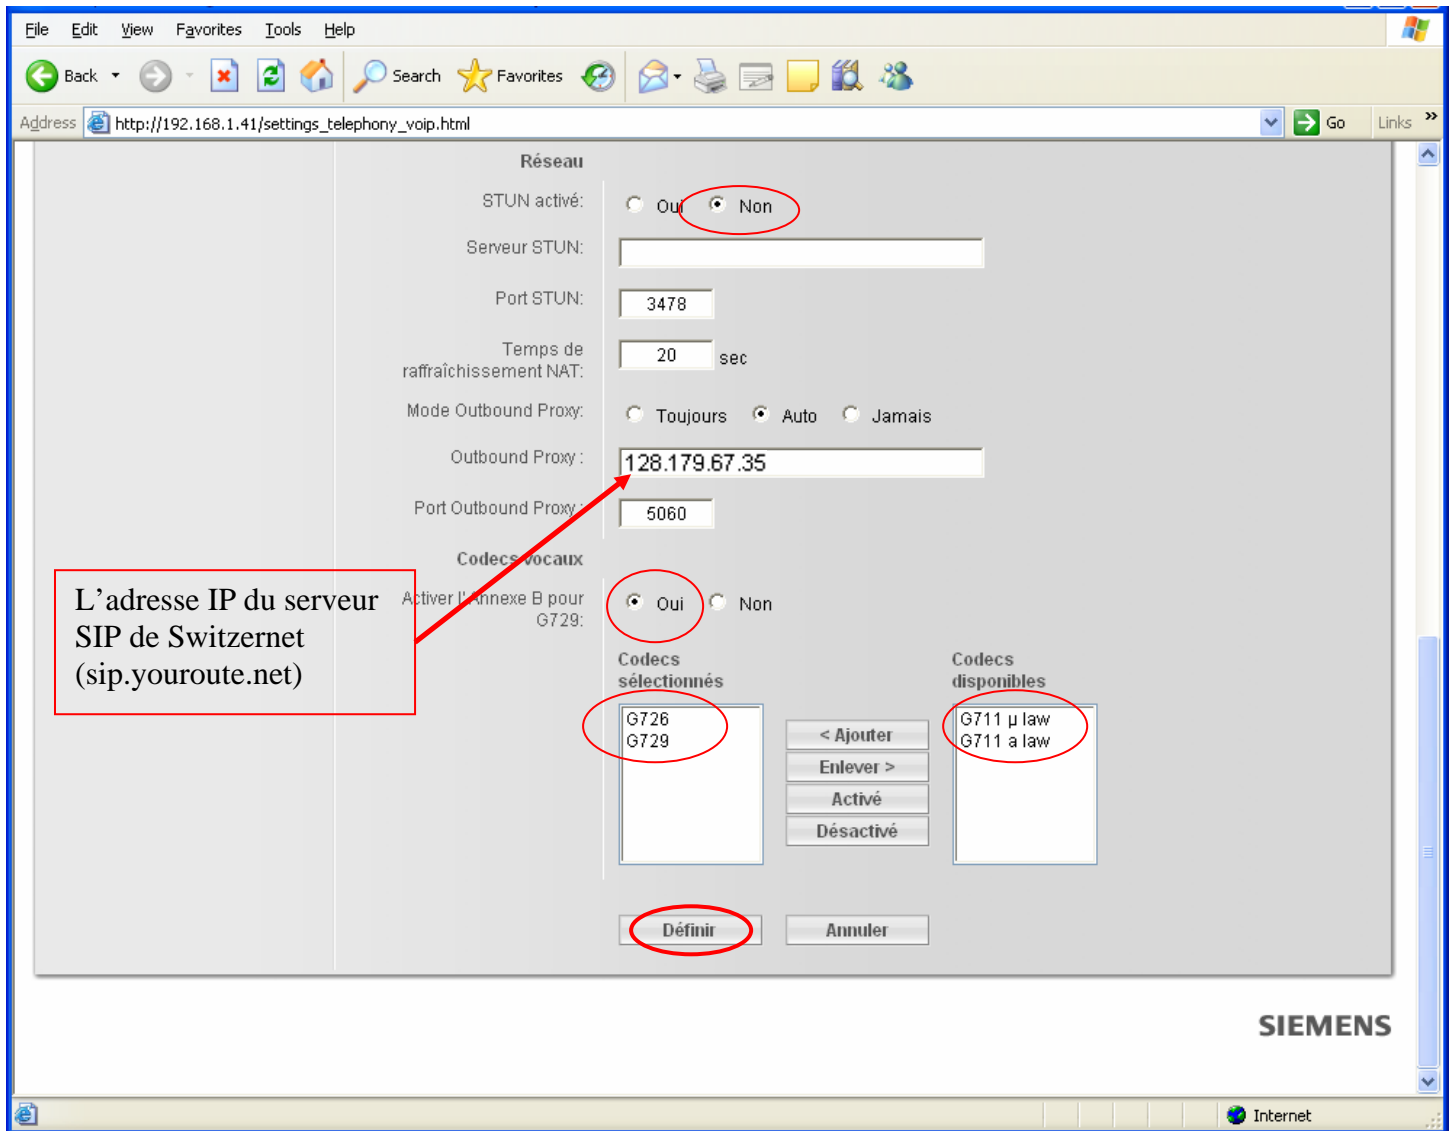 File Edit View Favorites Tools Help
Back Search Favorites
Address http://192.168.1.41/settings_telephony_voip.html Go Links »
Réseau
STUN activé: Oui Non
Serveur STUN:
Port STUN: 3478
Temps de
raffraîchissement NAT: 20 sec
Mode Outbound Proxy: Toujours Auto Jamais
Outbound Proxy : 128.179.67.35
Port Outbound Proxy : 5060
Codecs vocaux
L'adresse IP du serveur
SIP de Switzernet
(sip.youroute.net)
Activer l'Annexe B pour
G729: Oui Non
Codecs
sélectionnés
Codecs
disponibles
G726
G729
< Ajouter
Enlever >
Activé
Désactivé
G711 µ law
G711 a law
Définir Annuler
SIEMENS
Internet